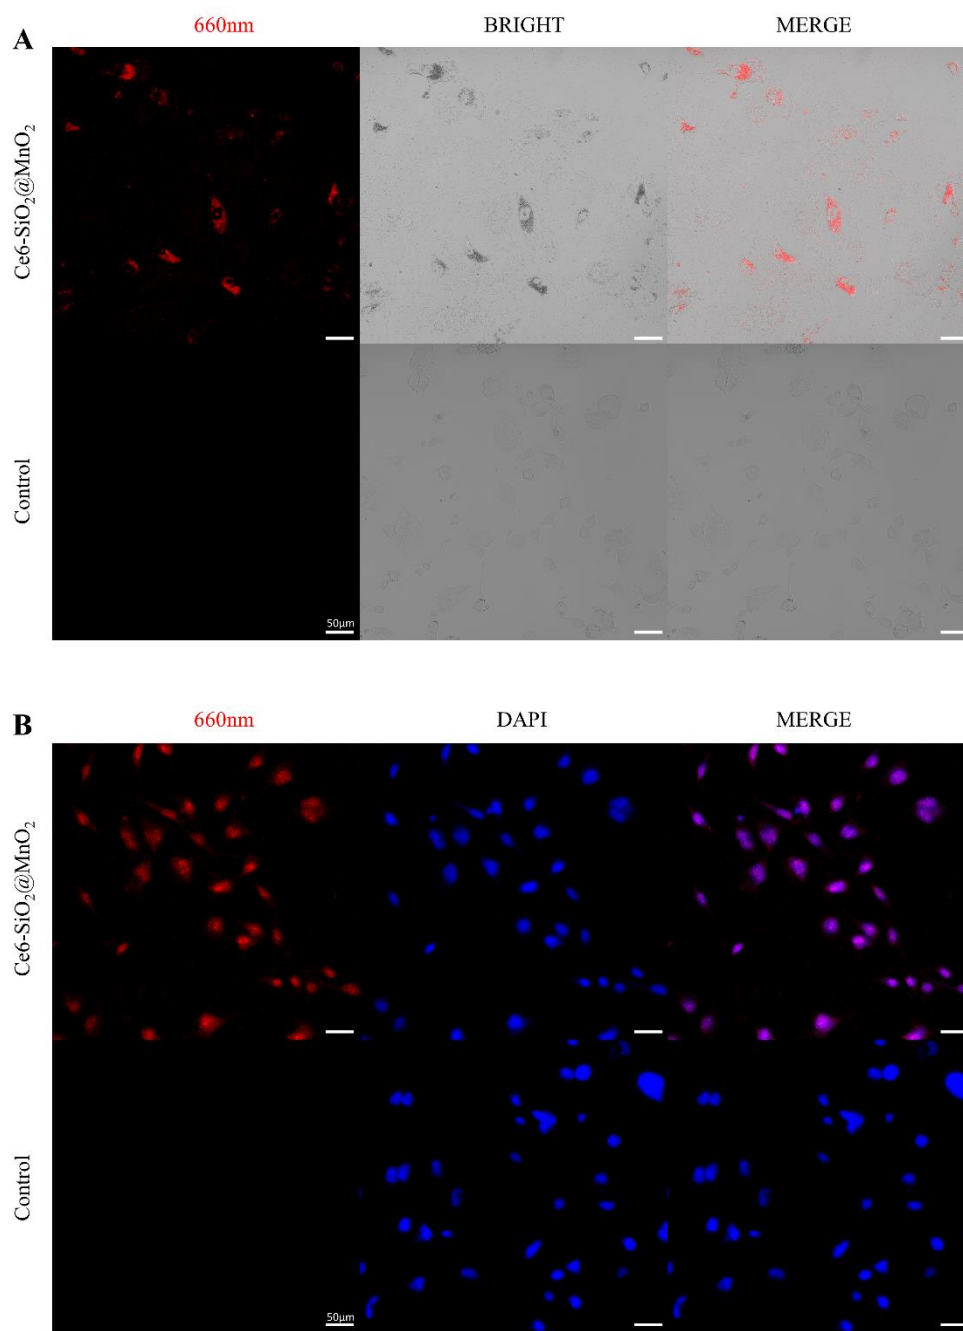 A
660nm
BRIGHT
MERGE
Ce6-SiO₂@MnO₂
Control
50μm
B
660nm
DAPI
MERGE
Ce6-SiO₂@MnO₂
Control
50μm